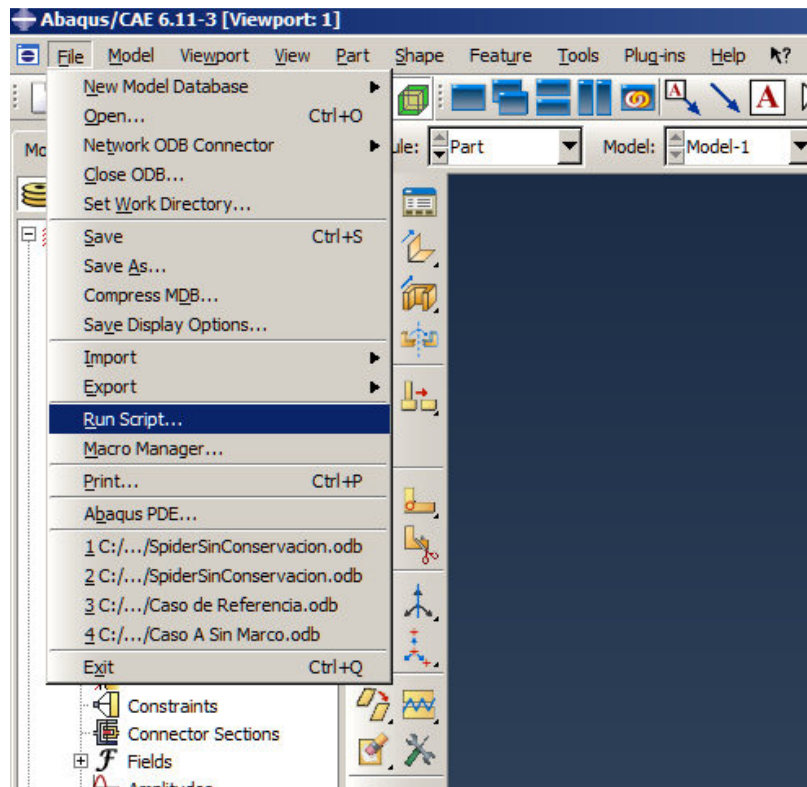 Abaqus/CAE 6.11-3 [Viewport: 1]
File Model Viewport View Part Shape Feature Tools Plug-ins Help ?
New Model Database
Open... Ctrl+O
Network ODB Connector
Close ODB...
Set Work Directory...
Save Ctrl+S
Save As...
Compress MDB...
Save Display Options...
Import
Export
Run Script...
Macro Manager...
Print... Ctrl+P
Abaqus PDE...
1 C:/.../SpiderSinConservacion.odb
2 C:/.../SpiderSinConservacion.odb
3 C:/.../Caso de Referencia.odb
4 C:/.../Caso A Sin Marco.odb
Exit Ctrl+Q
A A
Part Model: Model-1
Constraints
Connector Sections
F Fields